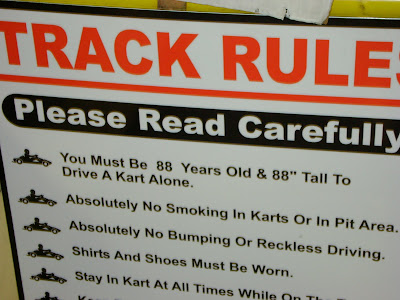 TRACK RULES
Please Read Carefully
You Must Be 88 Years Old & 88" Tall To
Drive A Kart Alone.
Absolutely No Smoking In Karts Or In Pit Area.
Absolutely No Bumping Or Reckless Driving.
Shirts And Shoes Must Be Worn.
Stay In Kart At All Times While On The